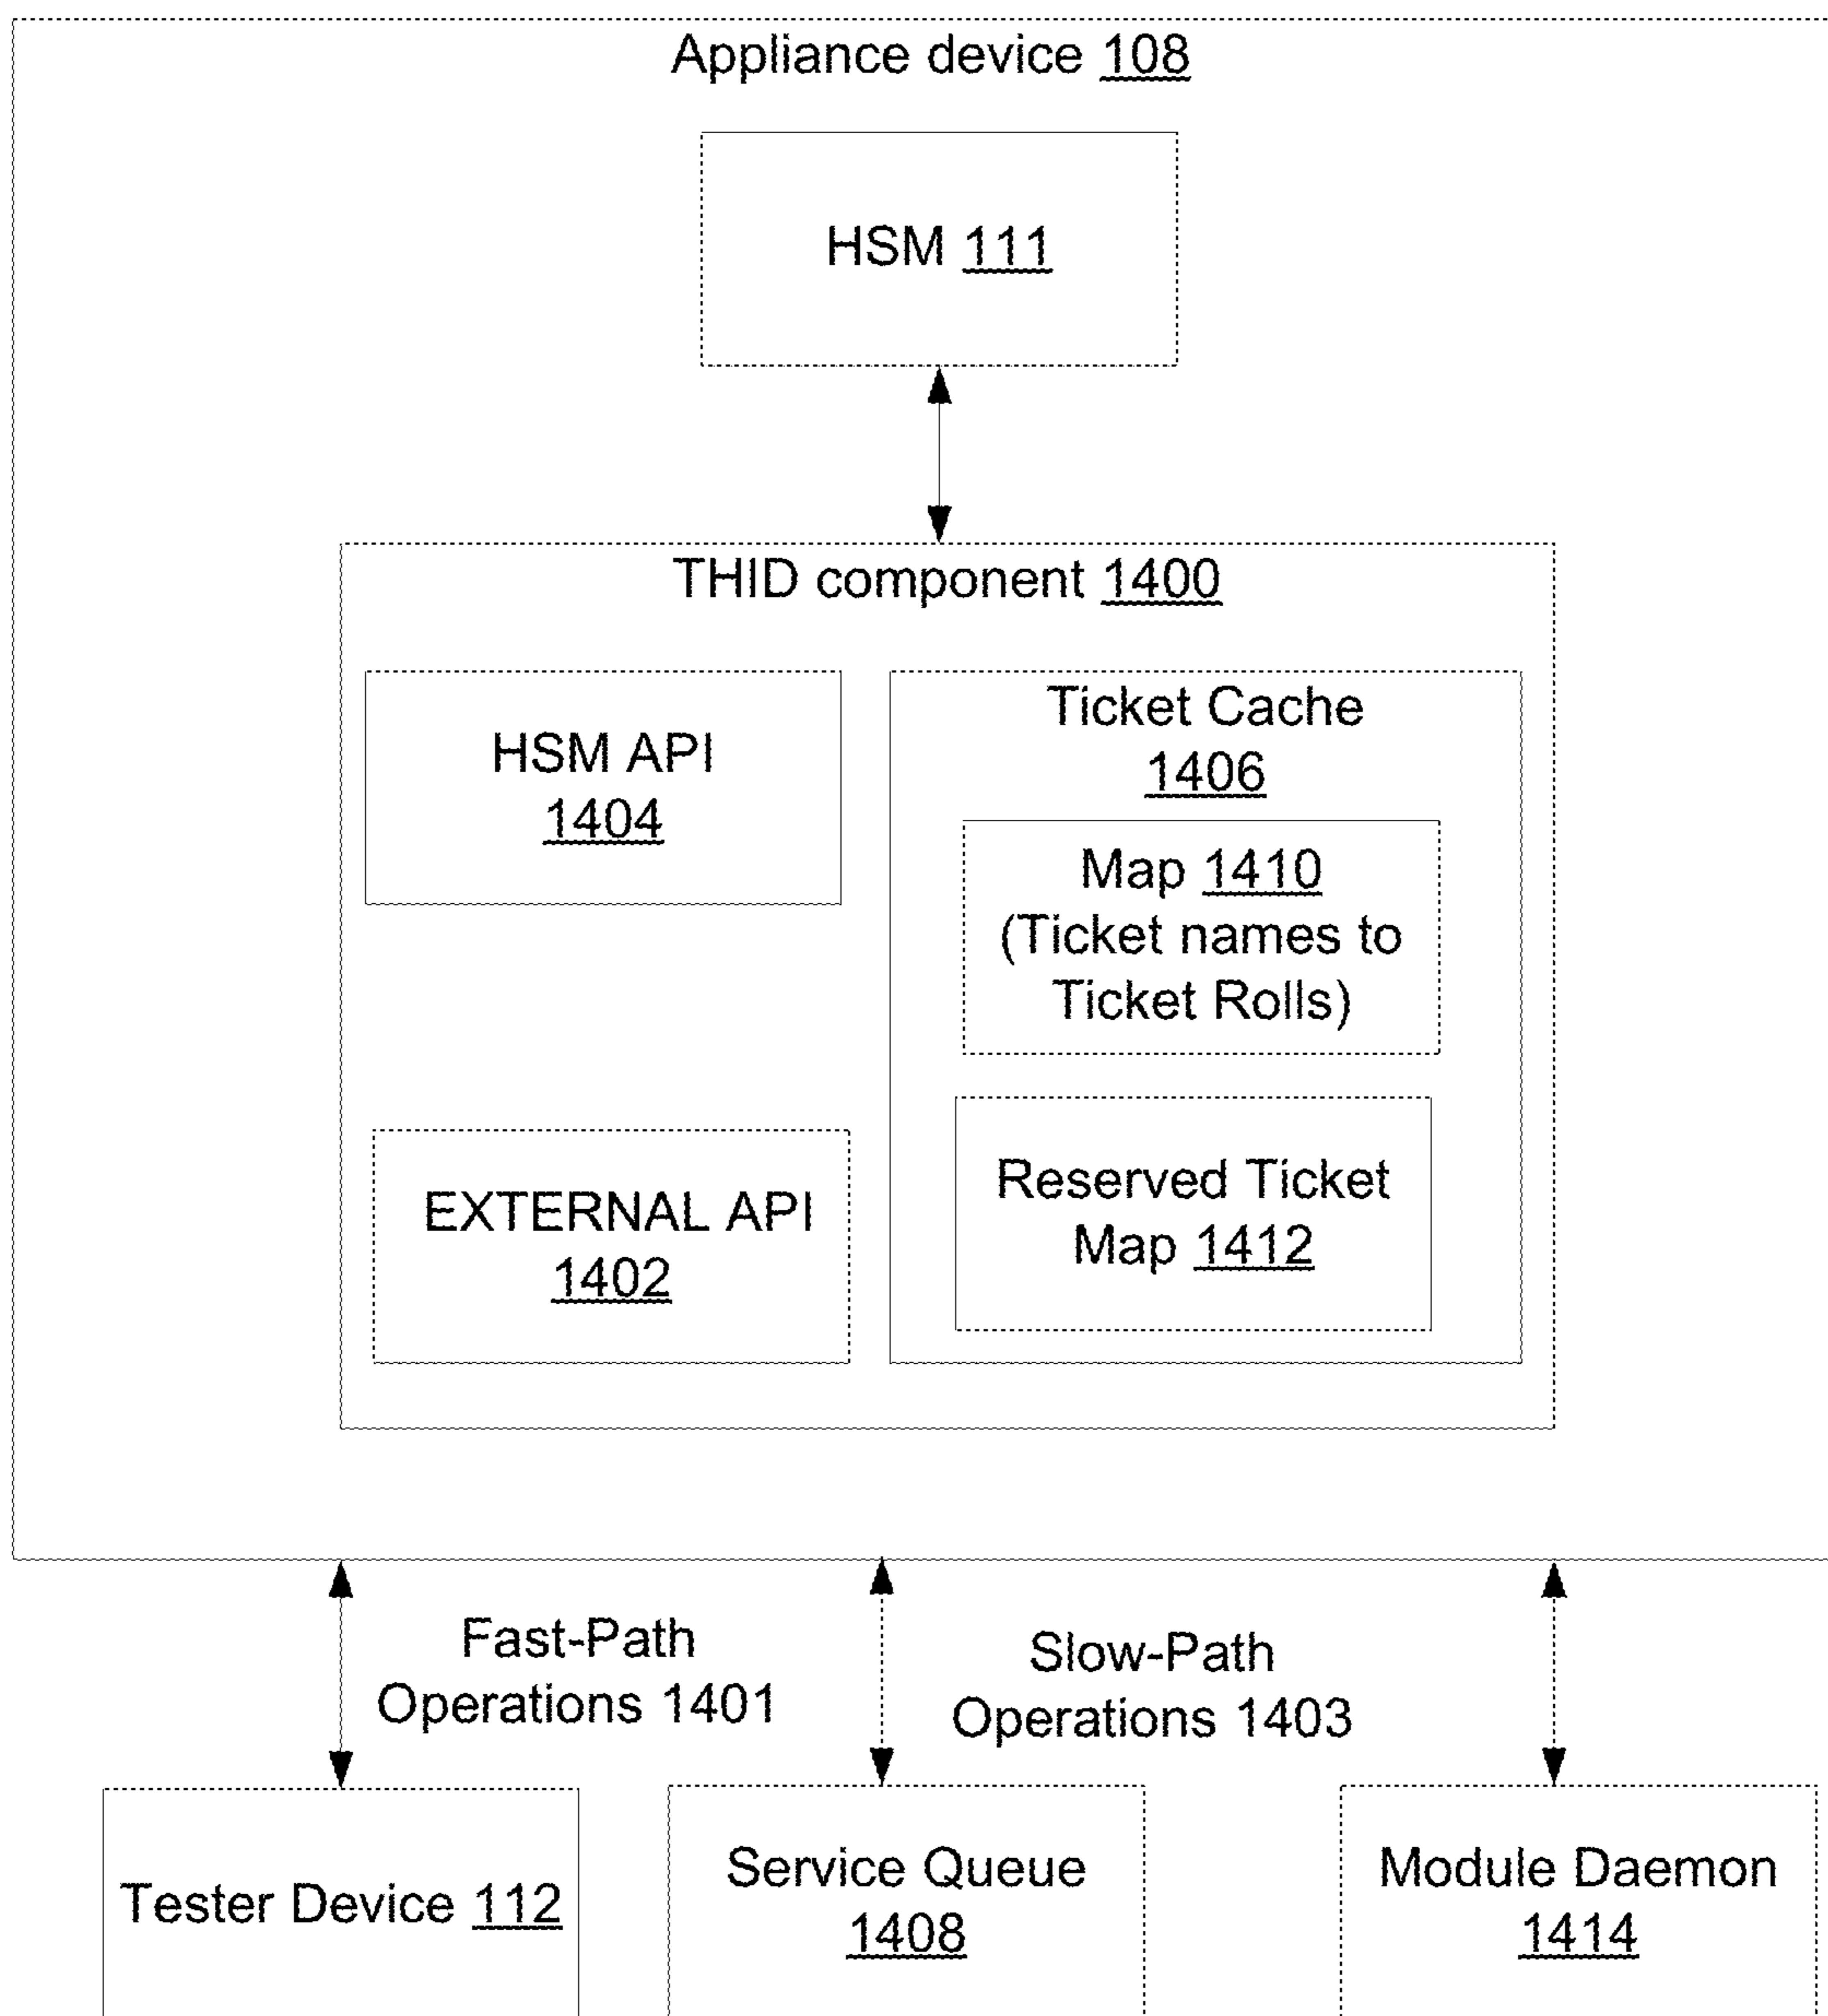 Appliance device 108
HSM 111
THID component 1400
HSM API
1404
Ticket Cache
1406
Map 1410
(Ticket names to
Ticket Rolls)
EXTERNAL API
1402
Reserved Ticket
Map 1412
Fast-Path
Operations 1401
Slow-Path
Operations 1403
Tester Device 112
Service Queue
1408
Module Daemon
1414